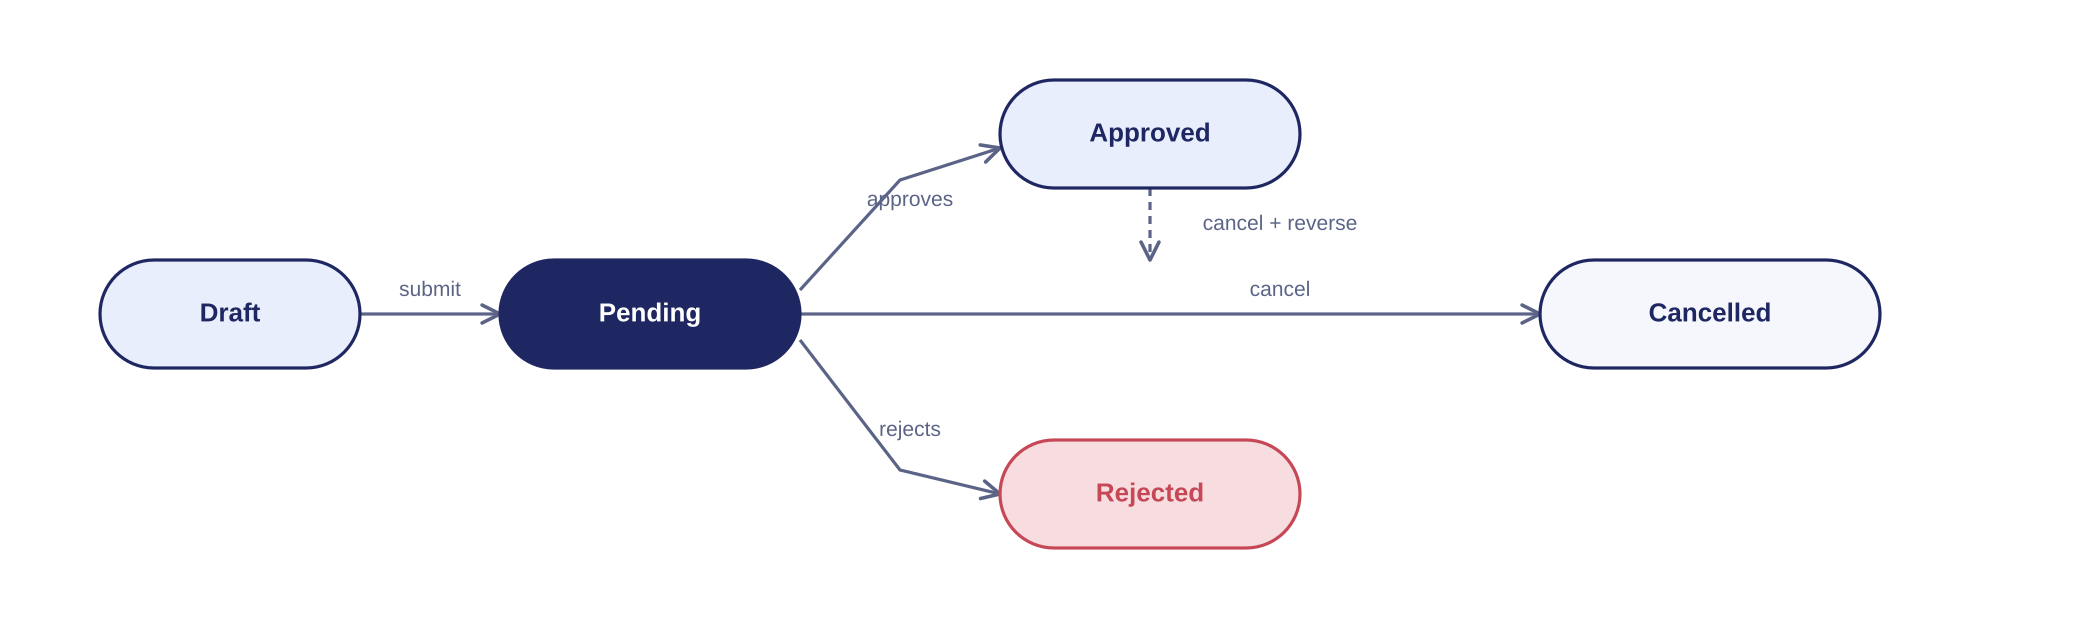 Approved
approves
cancel + reverse
submit
cancel
Draft
Pending
Cancelled
rejects
Rejected